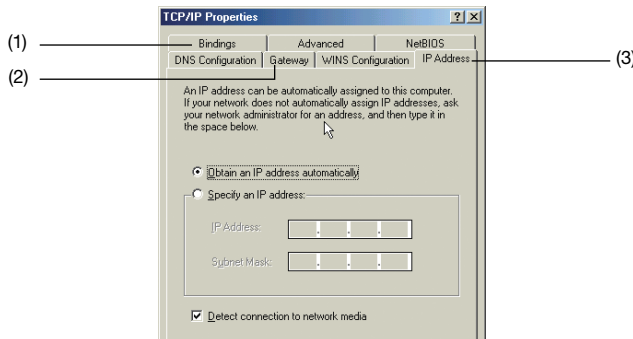 TCP/IP Properties
(1)
Bindings Advanced NetBIOS
DNS Configuration Gateway WINS Configuration IP Address
(3)
(2)
An IP address can be automatically assigned to this computer.
If your network does not automatically assign IP addresses, ask
your network administrator for an address, and then type it in
the space below.
Obtain an IP address automatically
Specify an IP address:
IP Address:
Subnet Mask:
Detect connection to network media